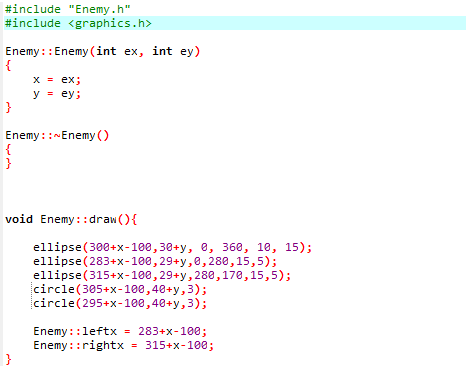 #include "Enemy.h"
#include <graphics.h>
Enemy::Enemy(int ex, int ey)
{
    x = ex;
    y = ey;
}
Enemy::~Enemy()
{
}
void Enemy::draw(){
    ellipse(300+x-100,30+y, 0, 360, 10, 15);
    ellipse(283+x-100,29+y,0,280,15,5);
    ellipse(315+x-100,29+y,280,170,15,5);
    circle(305+x-100,40+y,3);
    circle(295+x-100,40+y,3);
    Enemy::leftx = 283+x-100;
    Enemy::rightx = 315+x-100;
}